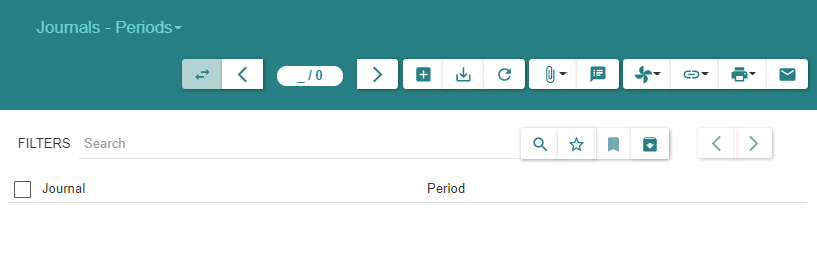 Journals - Periods
_ / 0
FILTERS Search
Journal Period